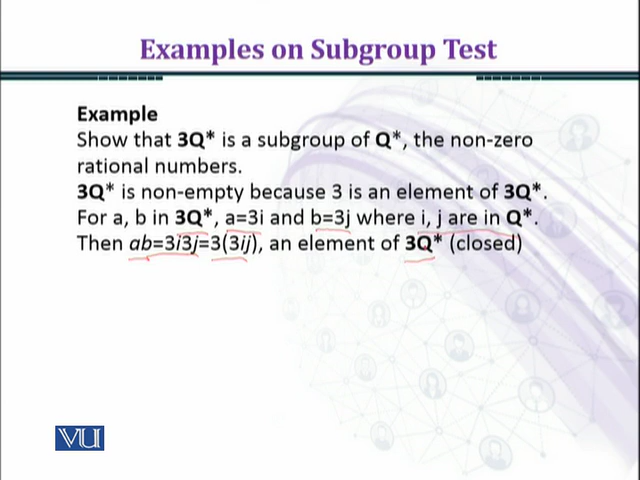 Examples on Subgroup Test
Example
Show that 3Q* is a subgroup of Q*, the non-zero
rational numbers.
3Q* is non-empty because 3 is an element of 3Q*.
For a, b in 3Q*, a=3i and b=3j where i, j are in Q*.
Then ab=3i3j=3(3ij), an element of 3Q* (closed)
VU